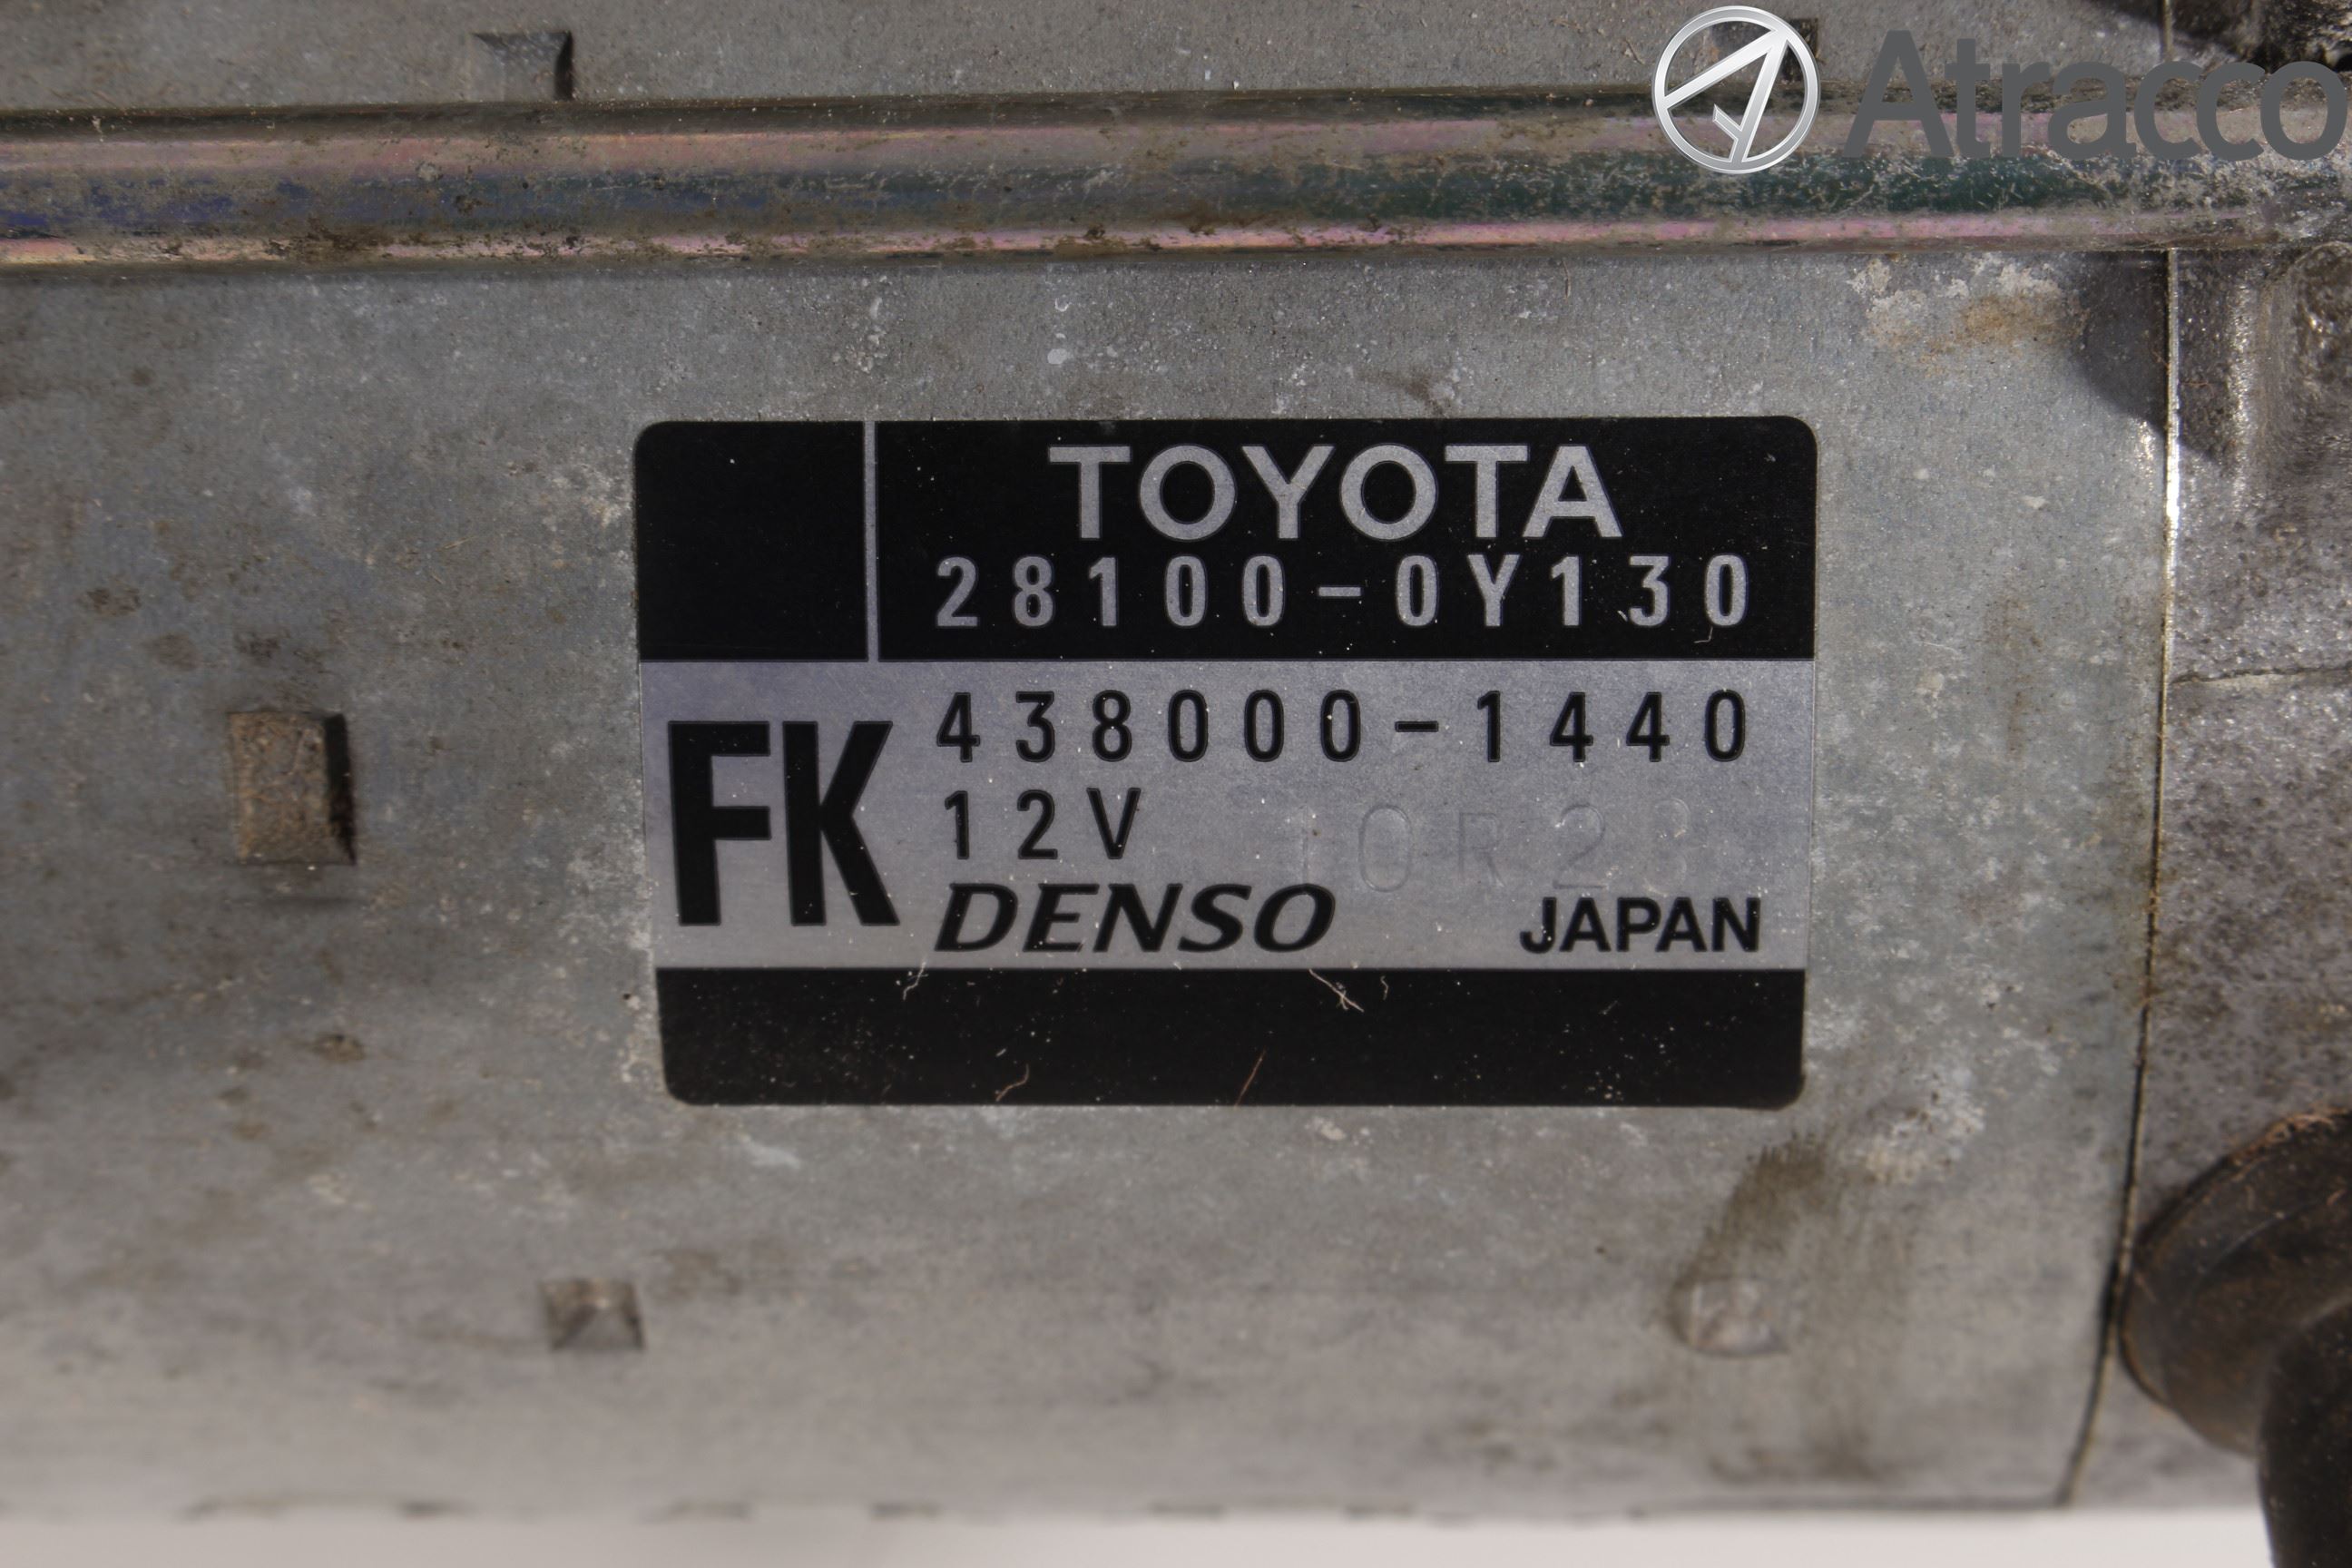 Atracco
TOYOTA
28100-0Y130
FK
438000-1440
12V
DENSO
JAPAN